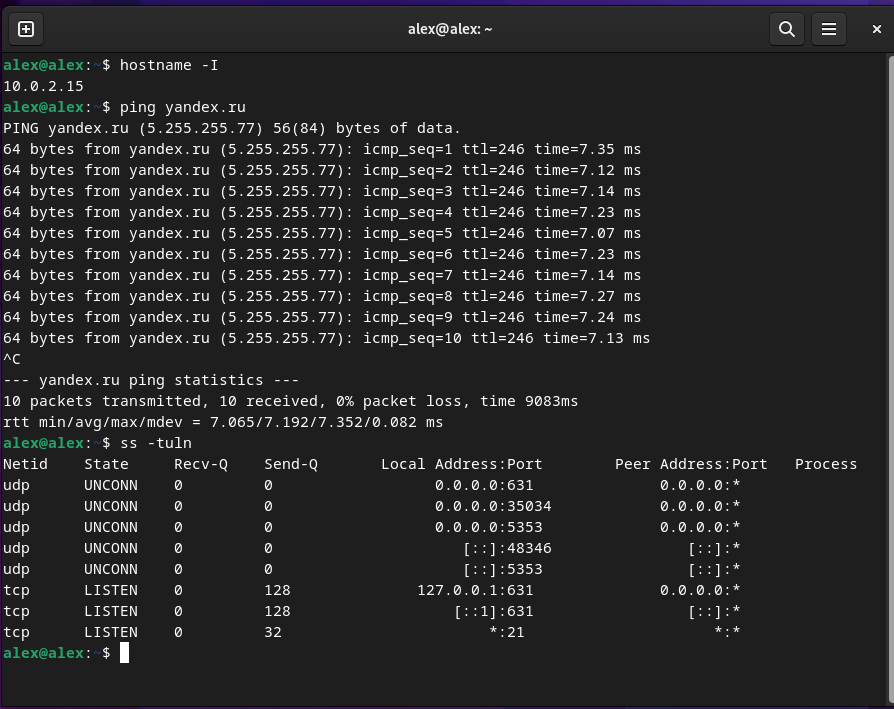 alex@alex: ~
alex@alex:~$ hostname -I
10.0.2.15
alex@alex:~$ ping yandex.ru
PING yandex.ru (5.255.255.77) 56(84) bytes of data.
64 bytes from yandex.ru (5.255.255.77): icmp_seq=1 ttl=246 time=7.35 ms
64 bytes from yandex.ru (5.255.255.77): icmp_seq=2 ttl=246 time=7.12 ms
64 bytes from yandex.ru (5.255.255.77): icmp_seq=3 ttl=246 time=7.14 ms
64 bytes from yandex.ru (5.255.255.77): icmp_seq=4 ttl=246 time=7.23 ms
64 bytes from yandex.ru (5.255.255.77): icmp_seq=5 ttl=246 time=7.07 ms
64 bytes from yandex.ru (5.255.255.77): icmp_seq=6 ttl=246 time=7.23 ms
64 bytes from yandex.ru (5.255.255.77): icmp_seq=7 ttl=246 time=7.14 ms
64 bytes from yandex.ru (5.255.255.77): icmp_seq=8 ttl=246 time=7.27 ms
64 bytes from yandex.ru (5.255.255.77): icmp_seq=9 ttl=246 time=7.24 ms
64 bytes from yandex.ru (5.255.255.77): icmp_seq=10 ttl=246 time=7.13 ms
^C
--- yandex.ru ping statistics ---
10 packets transmitted, 10 received, 0% packet loss, time 9083ms
rtt min/avg/max/mdev = 7.065/7.192/7.352/0.082 ms
alex@alex:~$ ss -tuln
Netid    State     Recv-Q    Send-Q       Local Address:Port        Peer Address:Port   Process
udp      UNCONN    0         0                  0.0.0.0:631              0.0.0.0:*
udp      UNCONN    0         0                  0.0.0.0:35034            0.0.0.0:*
udp      UNCONN    0         0                  0.0.0.0:5353             0.0.0.0:*
udp      UNCONN    0         0                     [::]:48346               [::]:*
udp      UNCONN    0         0                     [::]:5353                [::]:*
tcp      LISTEN    0         128              127.0.0.1:631              0.0.0.0:*
tcp      LISTEN    0         128                  [::1]:631                 [::]:*
tcp      LISTEN    0         32                       *:21                     *:*
alex@alex:~$